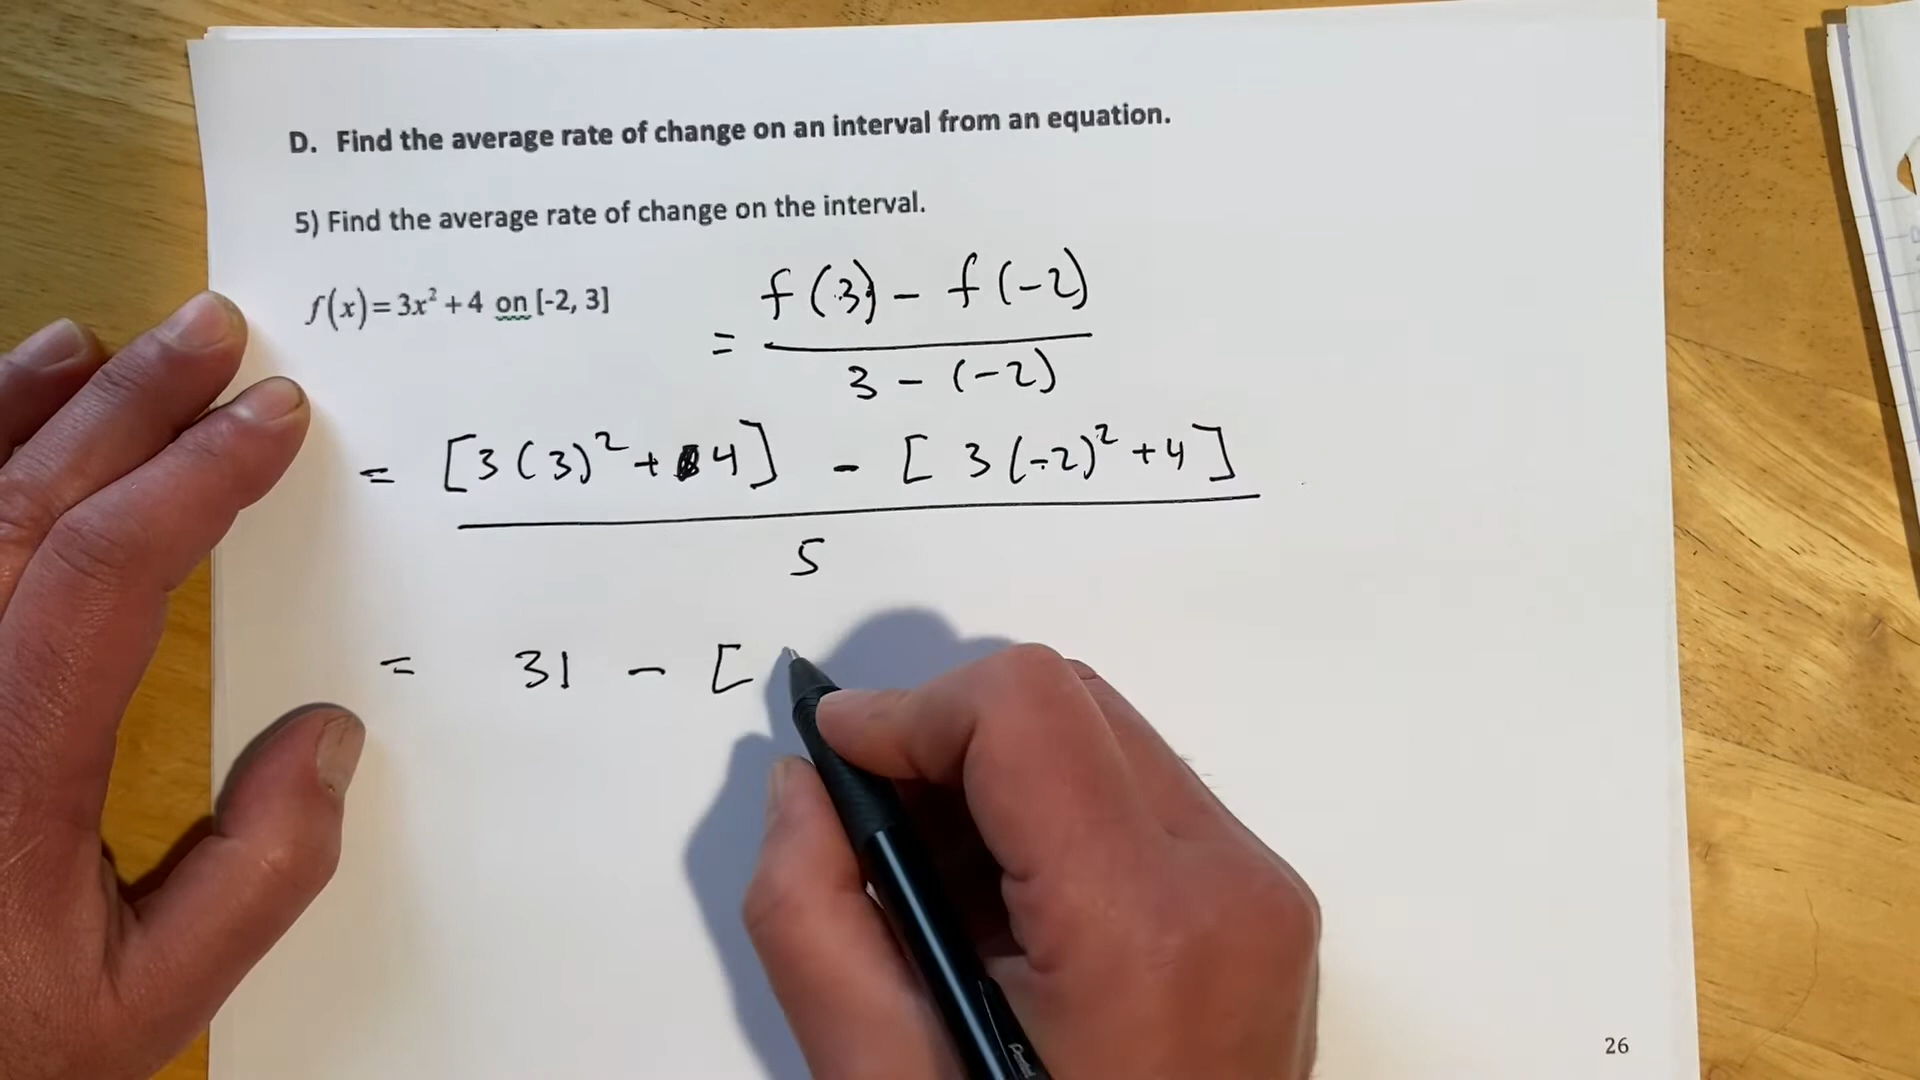 D. Find the average rate of change on an interval from an equation.
5) Find the average rate of change on the interval.
f(x) = 3x² + 4 on [-2, 3]
= f(3) - f(-2)
3 - (-2)
= [3(3)² + 4] - [3(-2)² + 4]
5
= 31 - [
Pentel
26